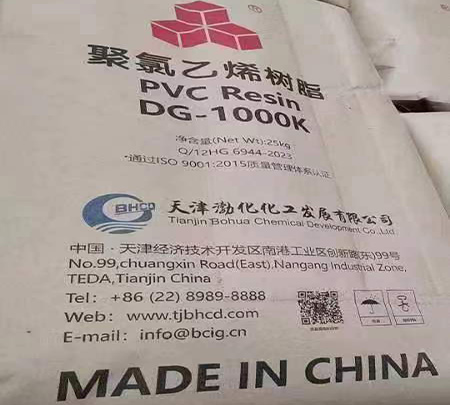 聚氯乙烯树脂
PVC Resin
DG-1000K
净含量(Net Wt):25kg
Q/12HG 6944-2023
*通过ISO 9001:2015质量管理体系认证
BHCD 天津渤化化工发展有限公司
Tianjin Bohua Chemical Development Co.,Ltd
中国·天津经济技术开发区南港工业区创新路东)99号
No.99,chuangxin Road(East),Nangang Industrial Zone,
TEDA,Tianjin China
Tel: +86 (22) 8989-8888
Web: www.tjbhcd.com
E-mail: info@bcig.cn
MADE IN CHINA